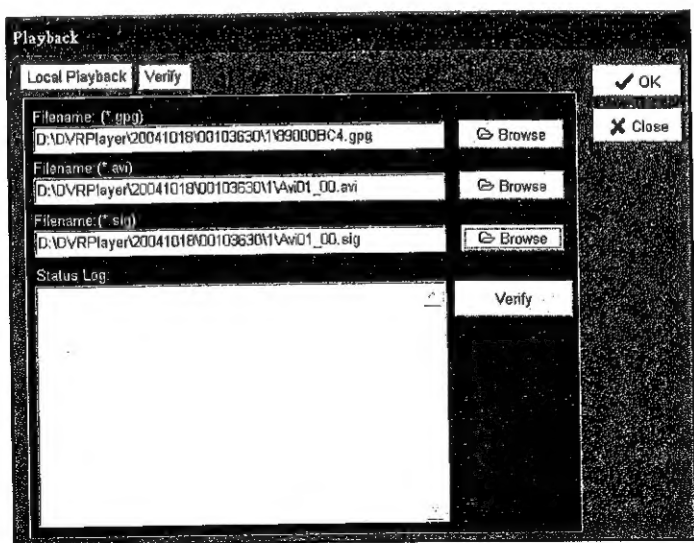 Playback
Local Playback Verify
OK
Close
Filename: (*.gpg)
D:\DVRPlayer\20041018\00103630\1\89000BC4.gpg
Browse
Filename:(*.avi)
D:\DVRPlayer\20041018\00103630\1\Avi01_00.avi
Browse
Filename:(*.sig)
D:\DVRPlayer\20041018\00103630\1\Avi01_00.sig
Browse
Status Log:
Verify